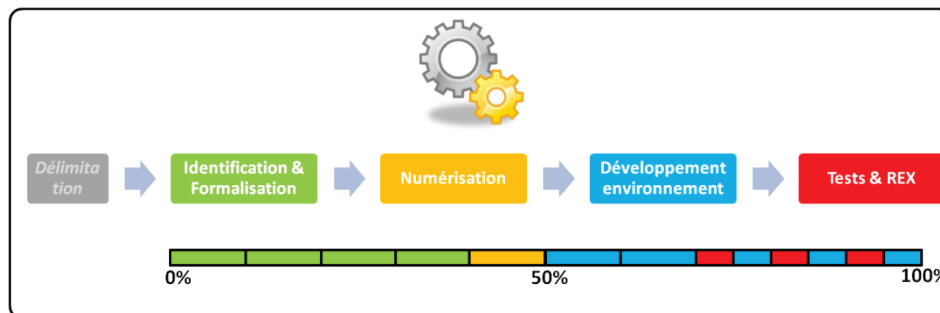 Délimita
tion
Identification &
Formalisation
Numérisation
Développement
environnement
Tests & REX
0%
50%
100%